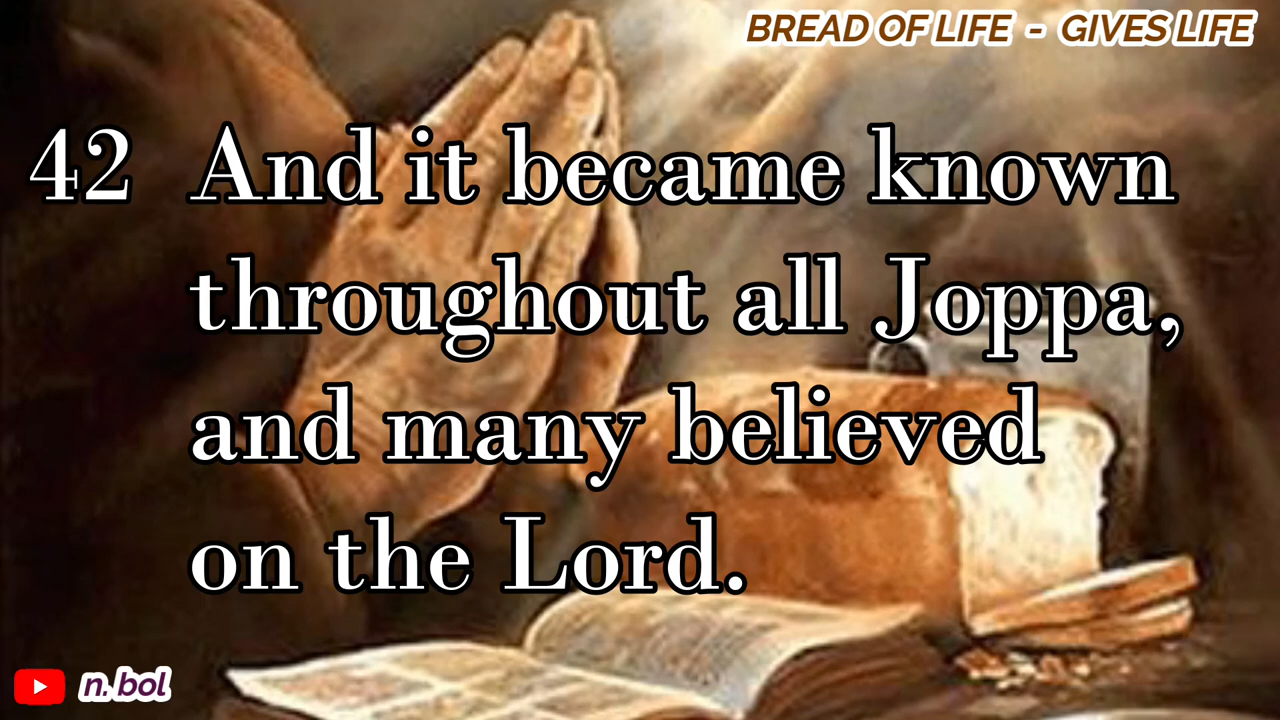 BREAD OF LIFE - GIVES LIFE
42 And it became known
throughout all Joppa,
and many believed
on the Lord.
n. bol